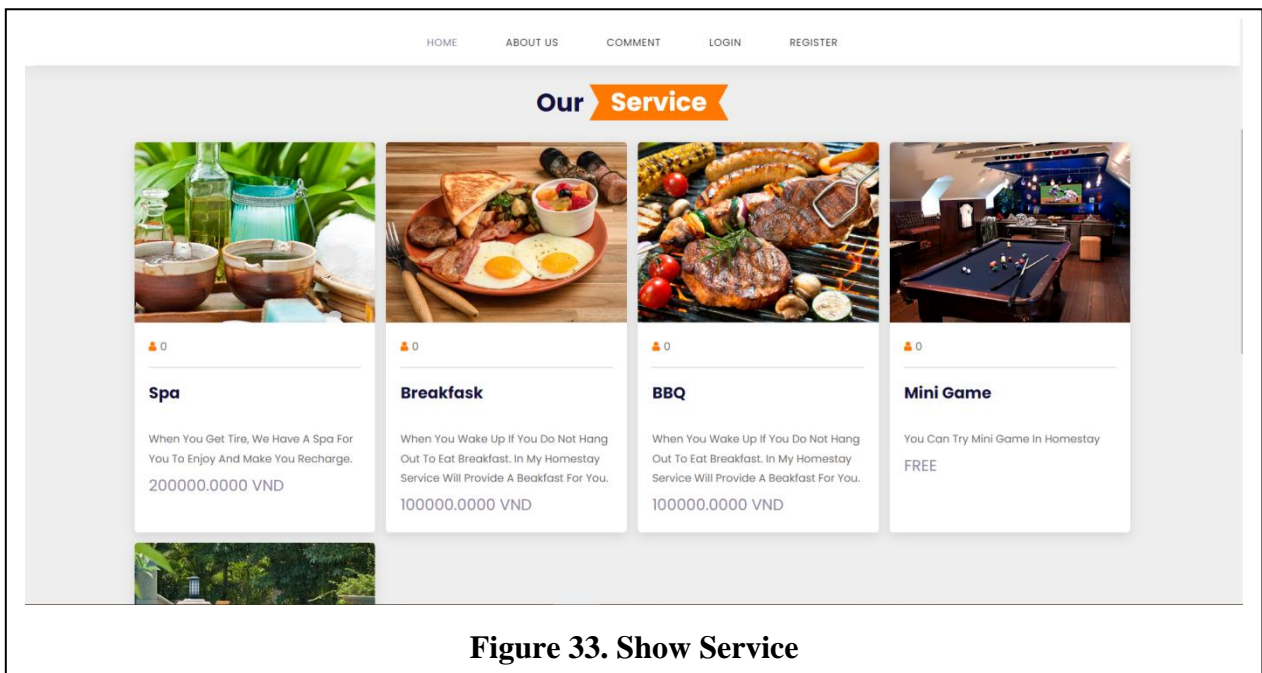 HOME ABOUT US COMMENT LOGIN REGISTER
Our Service
0
Spa
When You Get Tire, We Have A Spa For
You To Enjoy And Make You Recharge.
200000.0000 VND
0
Breakfask
When You Wake Up If You Do Not Hang
Out To Eat Breakfast. In My Homestay
Service Will Provide A Beakfast For You.
100000.0000 VND
0
BBQ
When You Wake Up If You Do Not Hang
Out To Eat Breakfast. In My Homestay
Service Will Provide A Beakfast For You.
100000.0000 VND
0
Mini Game
You Can Try Mini Game In Homestay
FREE
Figure 33. Show Service